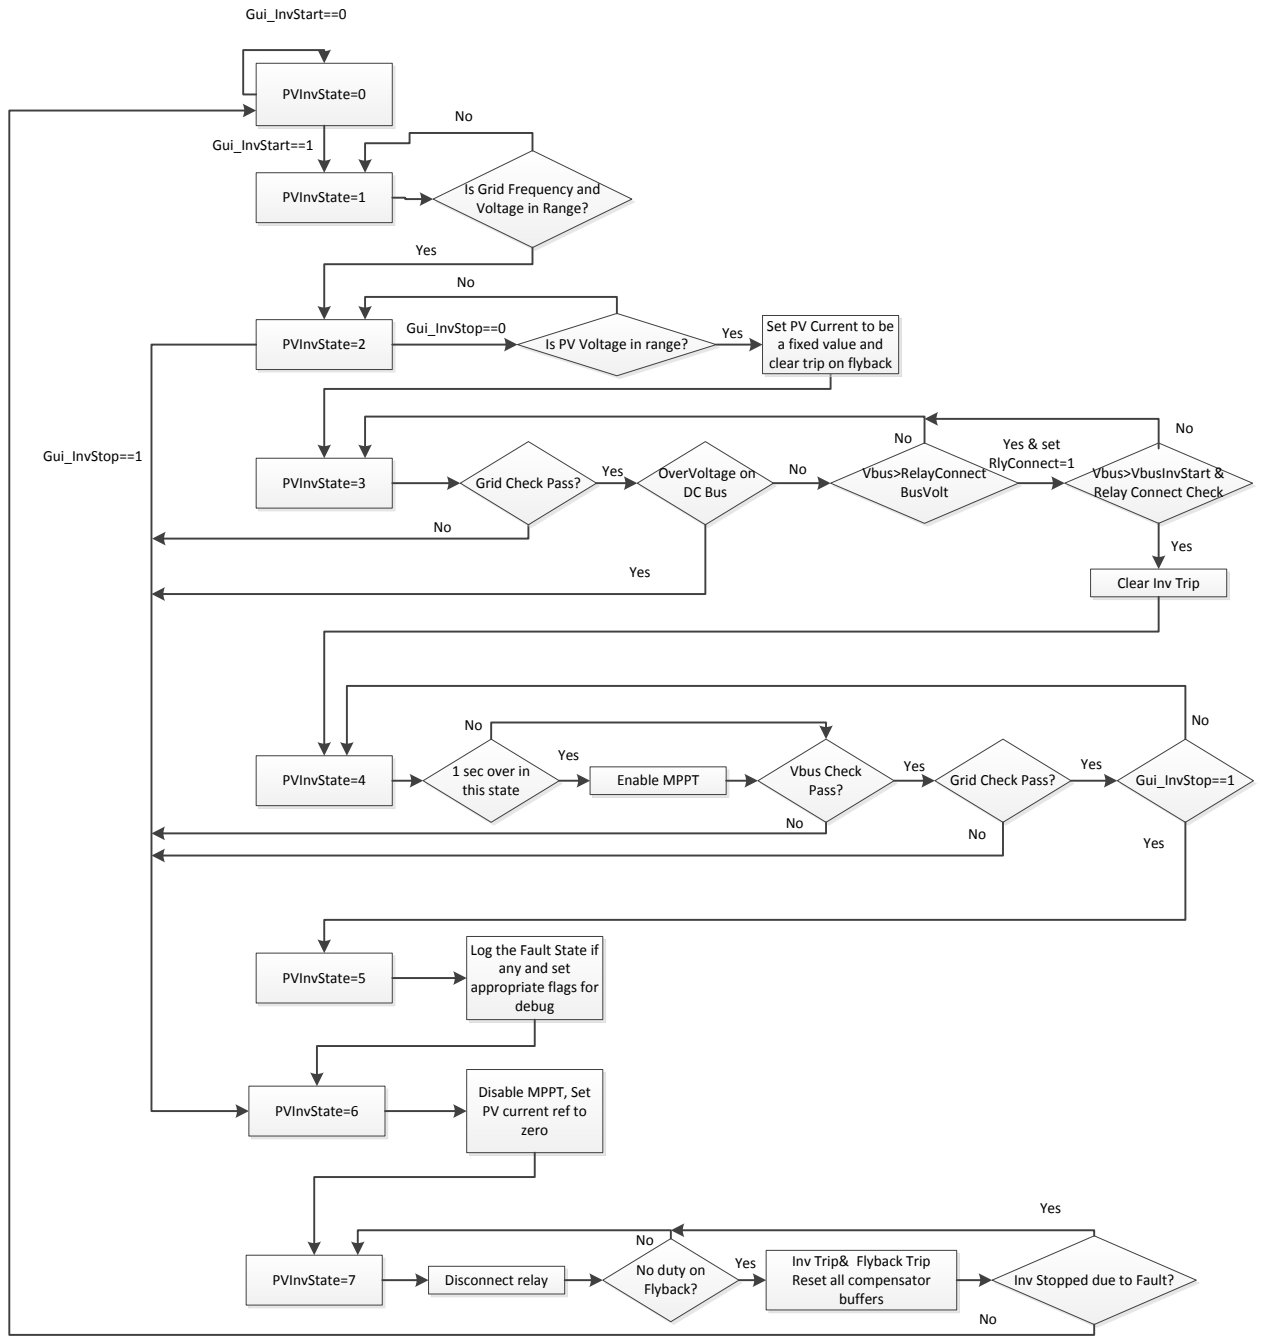 Gui_InvStart==0
PVInvState=0
No
Gui_InvStart==1
PVInvState=1
Is Grid Frequency and
Voltage in Range?
Yes
No
PVInvState=2
Gui_InvStop==0
Is PV Voltage in range?
Yes
Set PV Current to be
a fixed value and
clear trip on flyback
Gui_InvStop==1
PVInvState=3
Grid Check Pass?
Yes
OverVoltage on
DC Bus
No
Vbus>RelayConnect
BusVolt
No
Yes & set
RlyConnect=1
No
Vbus>VbusInvStart &
Relay Connect Check
No
Yes
Yes
Clear Inv Trip
No
No
PVInvState=4
1 sec over in
this state
Yes
Enable MPPT
Vbus Check
Pass?
Yes
Grid Check Pass?
Yes
Gui_InvStop==1
No
No
Yes
PVInvState=5
Log the Fault State if
any and set
appropriate flags for
debug
PVInvState=6
Disable MPPT, Set
PV current ref to
zero
Yes
No
PVInvState=7
Disconnect relay
No duty on
Flyback?
Yes
Inv Trip&  Flyback Trip
Reset all compensator
buffers
Inv Stopped due to Fault?
No